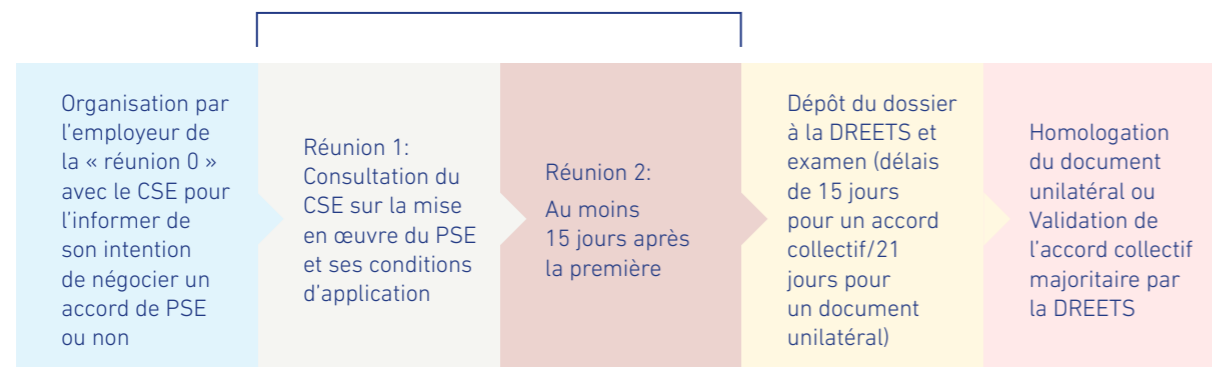 Organisation par
l'employeur de
la « réunion 0 »
avec le CSE pour
l'informer de
son intention
de négocier un
accord de PSE
ou non
Réunion 1:
Consultation du
CSE sur la mise
en œuvre du PSE
et ses conditions
d'application
Réunion 2:
Au moins
15 jours après
la première
Dépôt du dossier
à la DREETS et
examen (délais
de 15 jours
pour un accord
collectif/21
jours pour
un document
unilatéral)
Homologation
du document
unilatéral ou
Validation de
l'accord collectif
majoritaire par
la DREETS